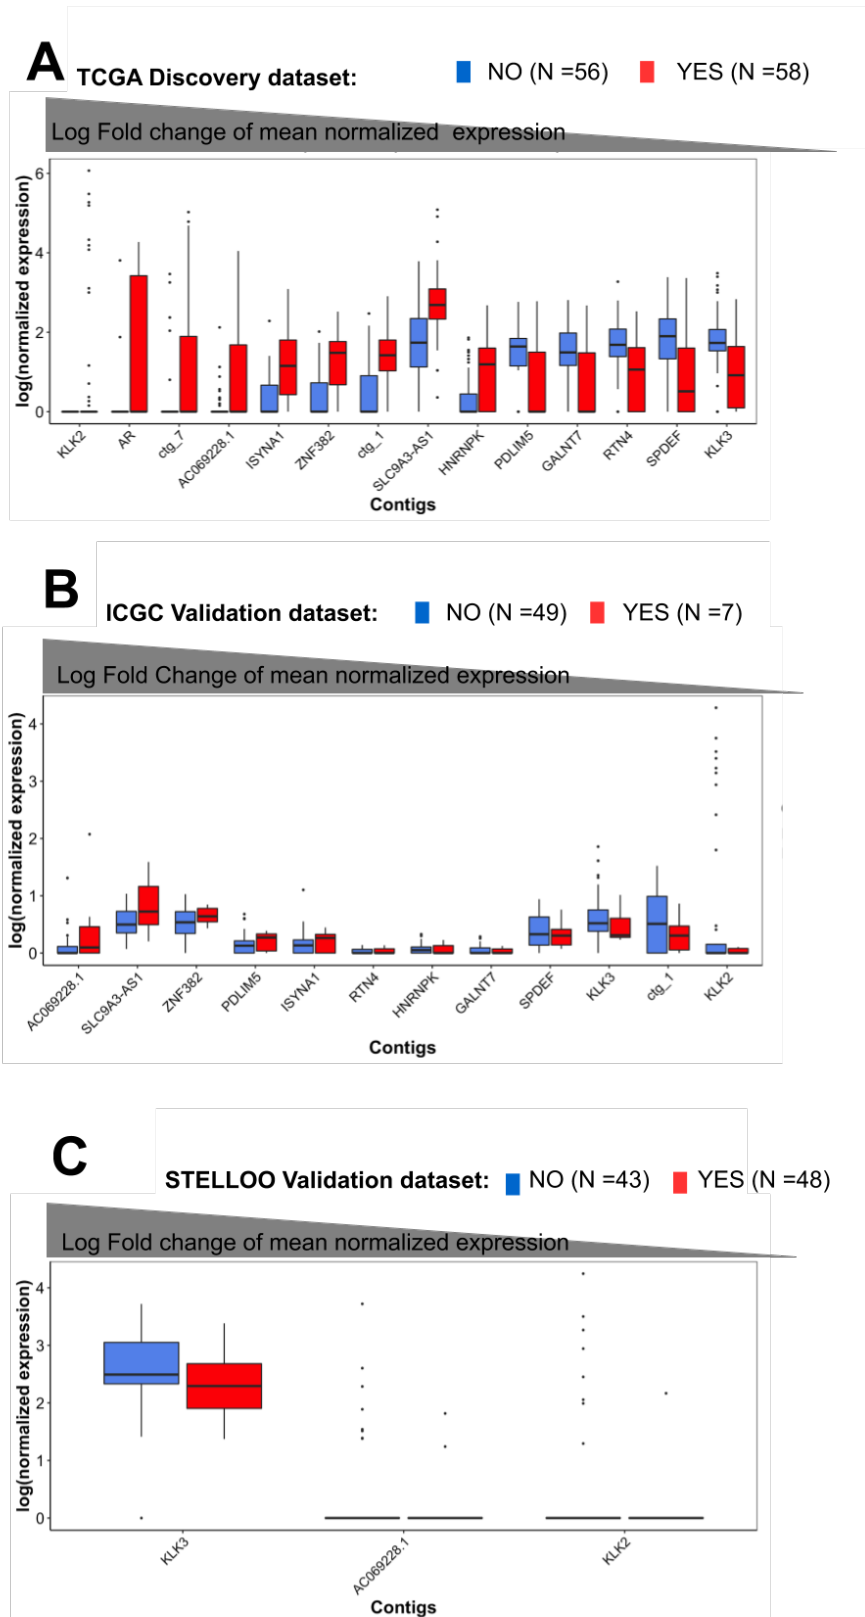 A
TCGA Discovery dataset:
NO (N =56)
YES (N =58)
Log Fold change of mean normalized expression
log(normalized expression)
6
4
2
0
KLK2
AR
ctg_7
AC069228.1
ISYNA1
ZNF382
ctg_1
SLC9A3-AS1
HNRNPK
PDLIM5
GALNT7
RTN4
SPDEF
KLK3
Contigs
B
ICGC Validation dataset:
NO (N =49)
YES (N =7)
Log Fold Change of mean normalized expression
log(normalized expression)
4
3
2
1
0
AC069228.1
SLC9A3-AS1
ZNF382
PDLIM5
ISYNA1
RTN4
HNRNPK
GALNT7
SPDEF
KLK3
ctg_1
KLK2
Contigs
C
STELLOO Validation dataset:
NO (N =43)
YES (N =48)
Log Fold change of mean normalized expression
log(normalized expression)
4
3
2
1
0
KLK3
AC069228.1
KLK2
Contigs